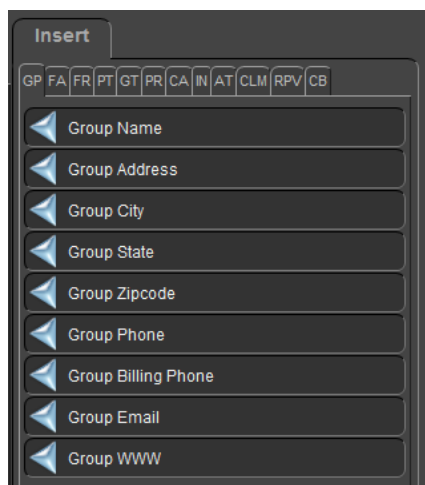 Insert
GP FA FR PT GT PR CA IN AT CLM RPV CB
Group Name
Group Address
Group City
Group State
Group Zipcode
Group Phone
Group Billing Phone
Group Email
Group WWW